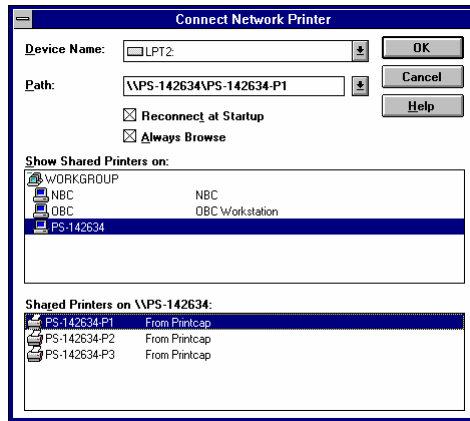 Connect Network Printer
Device Name: LPT2: OK
Path: \\PS-142634\PS-142634-P1 Cancel
Help
Reconnect at Startup
Always Browse
Show Shared Printers on:
WORKGROUP
NBC NBC
OBC OBC Workstation
PS-142634
Shared Printers on \\PS-142634:
PS-142634-P1 From Printcap
PS-142634-P2 From Printcap
PS-142634-P3 From Printcap